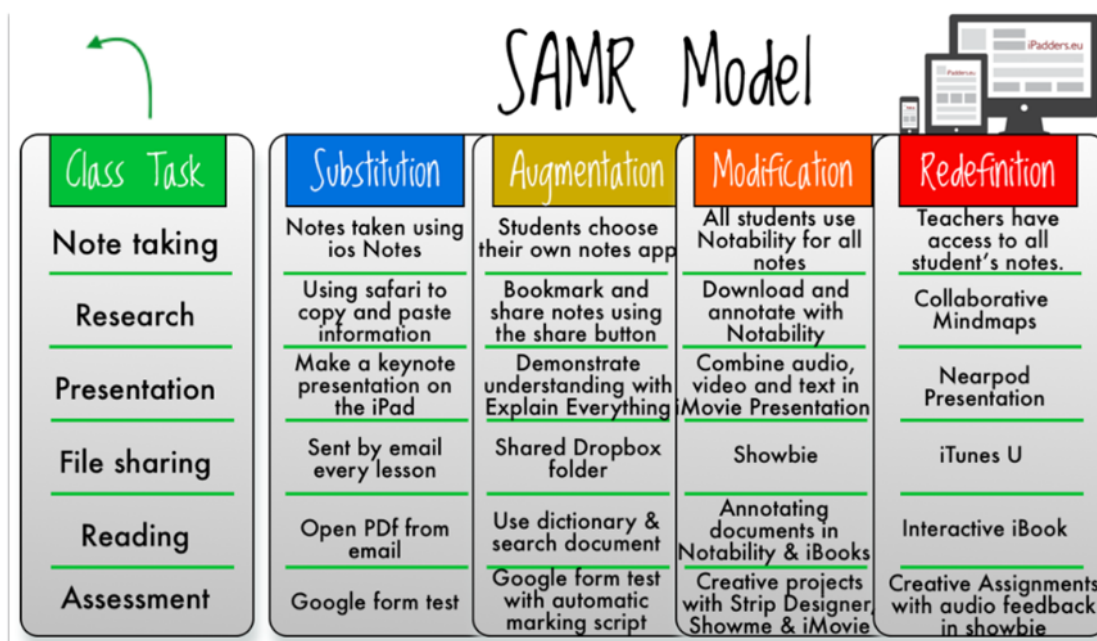 SAMR Model
iPadders.eu
iPadders.eu
Class Task
Substitution
Augmentation
Modification
Redefinition
Note taking
Notes taken using
ios Notes
Students choose
their own notes app
All students use
Notability for all
notes
Teachers have
access to all
student's notes.
Research
Using safari to
copy and paste
information
Bookmark and
share notes using
the share button
Download and
annotate with
Notability
Collaborative
Mindmaps
Presentation
Make a keynote
presentation on
the iPad
Demonstrate
understanding with
Explain Everything
Combine audio,
video and text in
iMovie Presentation
Nearpod
Presentation
File sharing
Sent by email
every lesson
Shared Dropbox
folder
Showbie
iTunes U
Reading
Open PDf from
email
Use dictionary &
search document
Annotating
documents in
Notability & iBooks
Interactive iBook
Assessment
Google form test
Google form test
with automatic
marking script
Creative projects
with Strip Designer,
Showme & iMovie
Creative Assignments
with audio feedback
in showbie